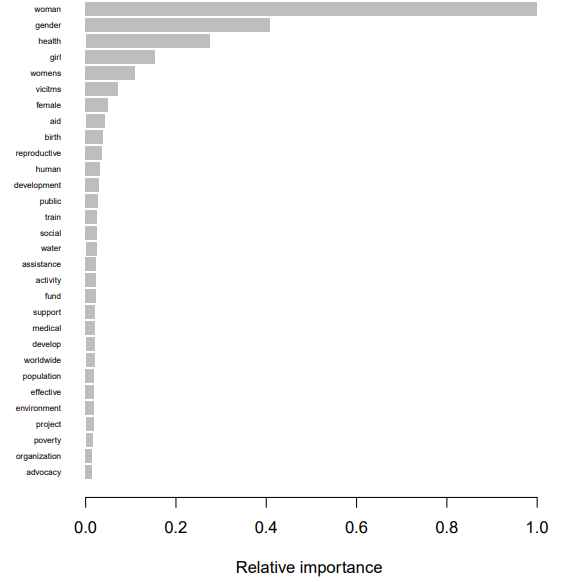 woman
gender
health
girl
womens
vicitms
female
aid
birth
reproductive
human
development
public
train
social
water
assistance
activity
fund
support
medical
develop
worldwide
population
effective
environment
project
poverty
organization
advocacy
0.0 0.2 0.4 0.6 0.8 1.0
Relative importance